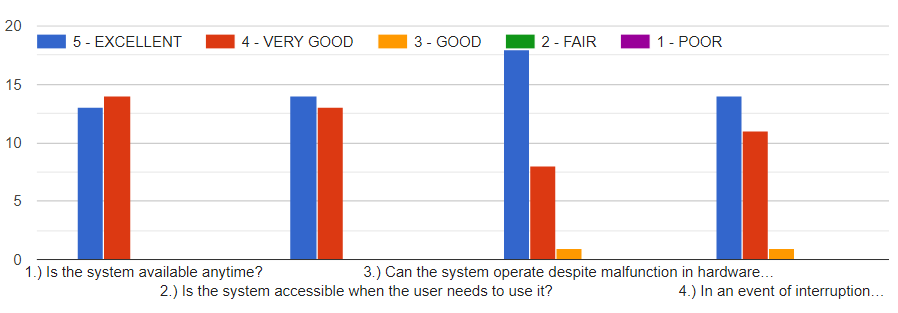 20
5 - EXCELLENT 4 - VERY GOOD 3 - GOOD 2 - FAIR 1 - POOR
15
10
5
0
1.) Is the system available anytime? 3.) Can the system operate despite malfunction in hardware…
2.) Is the system accessible when the user needs to use it? 4.) In an event of interruption…